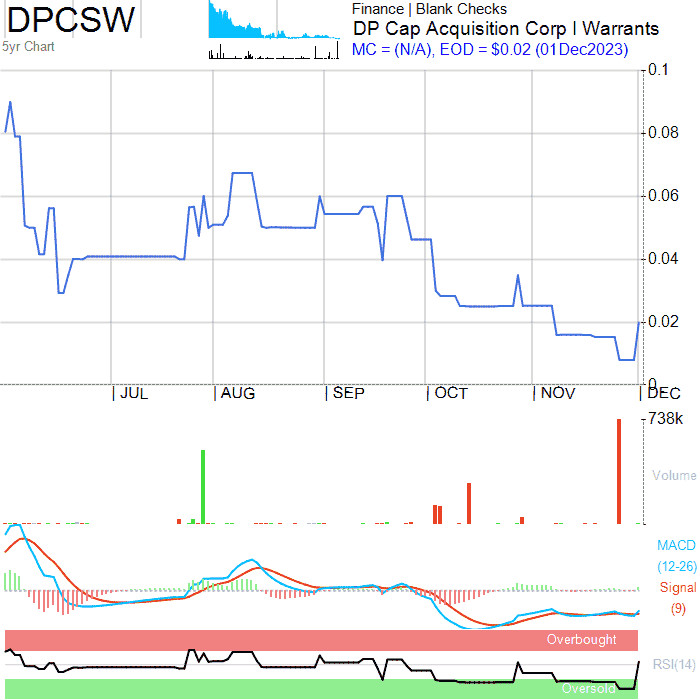 DPCSW
5yr Chart
Finance | Blank Checks
DP Cap Acquisition Corp I Warrants
MC = (N/A), EOD = $0.02 (01Dec2023)
0.1
0.08
0.06
0.04
0.02
0
JUL
AUG
SEP
OCT
NOV
DEC
738k
Volume
MACD
(12-26)
Signal
(9)
Overbought
RSI(14)
Oversold